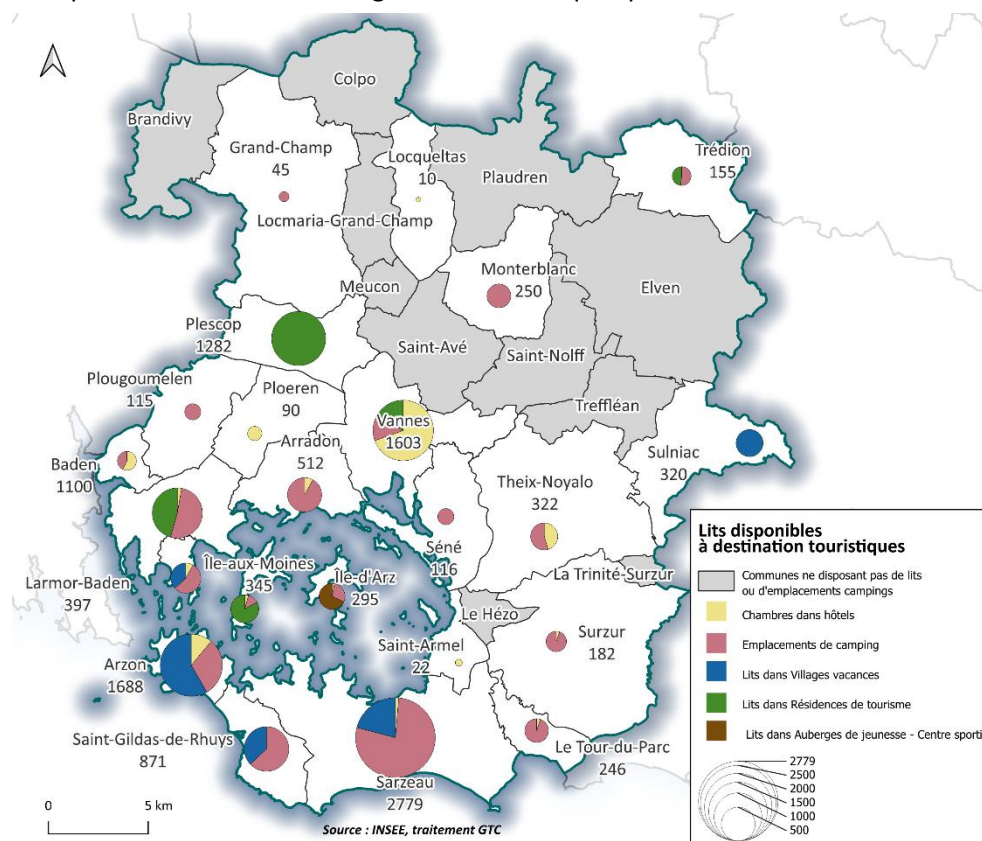 Colpo
Brandivy
Grand-Champ
45
Locqueltas
10
Plaudren
Trédion
155
Locmaria-Grand-Champ
Monterblanc
250
Elven
Meucon
Plescop
1282
Saint-Avé
Saint-Nolff
Plougoumelen
115
Ploeren
90
Treffléan
Vannes
1603
Arradon
512
Sulniac
320
Baden
1100
Theix-Noyalo
322
Séné
116
La Trinité-Surzur
Larmor-Baden
397
Île-aux-Moines
345
Île-d'Arz
295
Le Hézo
Saint-Armel
22
Surzur
182
Arzon
1688
Saint-Gildas-de-Rhuys
871
Sarzeau
2779
Le Tour-du-Parc
246
0 5 km
Source : INSEE, traitement GTC
Lits disponibles
à destination touristiques
Communes ne disposant pas de lits
ou d'emplacements campings
Chambres dans hôtels
Emplacements de camping
Lits dans Villages vacances
Lits dans Résidences de tourisme
Lits dans Auberges de jeunesse - Centre sporti
2779
2500
2000
1500
1000
500